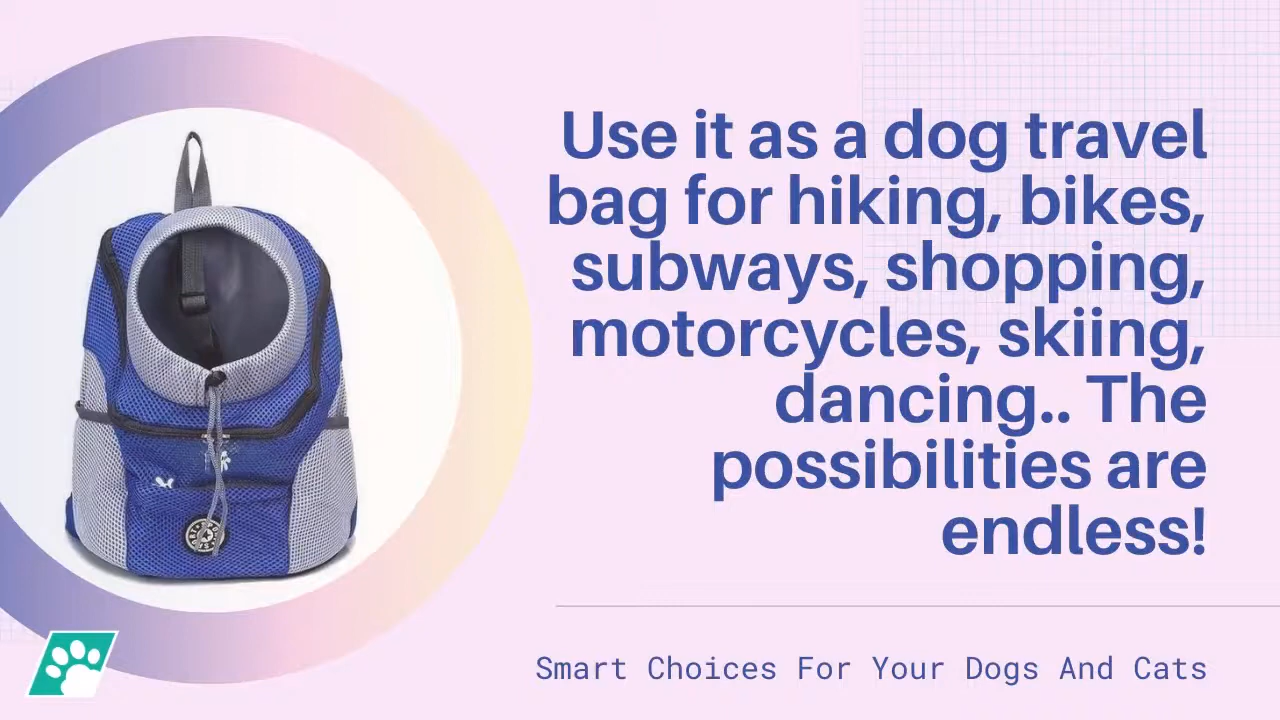 Use it as a dog travel
bag for hiking, bikes,
subways, shopping,
motorcycles, skiing,
dancing.. The
possibilities are
endless!
Smart Choices For Your Dogs And Cats